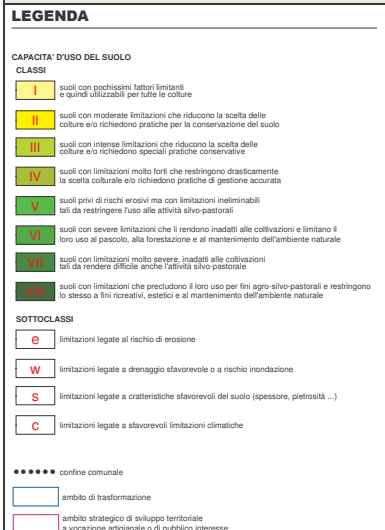 LEGENDA
CAPACITA' D'USO DEL SUOLO
CLASSI
I
suoli con pochissimi fattori limitanti
e quindi utilizzabili per tutte le colture
II
suoli con moderate limitazioni che riducono la scelta delle
colture e/o richiedono pratiche per la conservazione del suolo
III
suoli con intense limitazioni che riducono la scelta delle
colture e/o richiedono speciali pratiche conservative
IV
suoli con limitazioni molto forti che restringono drasticamente
la scelta colturale e/o richiedono pratiche di gestione accurata
V
suoli privi di rischi erosivi ma con limitazioni ineliminabili
tali da restringere l'uso alle attività silvo-pastorali
VI
suoli con severe limitazioni che li rendono inadatti alle coltivazioni e limitano il
loro uso al pascolo, alla forestazione e al mantenimento dell'ambiente naturale
VII
suoli con limitazioni molto severe, inadatti alle coltivazioni
tali da rendere difficile anche l'attività silvo-pastorale
VIII
suoli con limitazioni che precludono il loro uso per fini agro-silvo-pastorali e restringono
lo stesso a fini ricreativi, estetici e al mantenimento dell'ambiente naturale
SOTTOCLASSI
e
limitazioni legate al rischio di erosione
w
limitazioni legate a drenaggio sfavorevole o a rischio inondazione
s
limitazioni legate a cratteristiche sfavorevoli del suolo (spessore, pietrosità ...)
c
limitazioni legate a sfavorevoli limitazioni climatiche
confine comunale
ambito di trasformazione
ambito strategico di sviluppo territoriale
a vocazione artigianale o di pubblico interesse